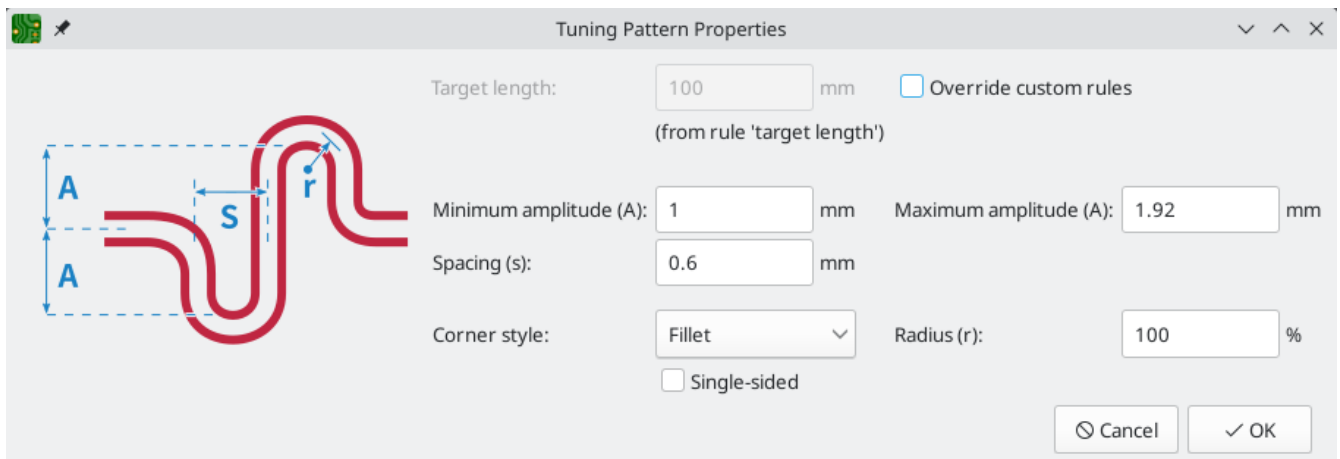 Tuning Pattern Properties
Target length: 100 mm Override custom rules
(from rule 'target length')
A
r
S
A
Minimum amplitude (A): 1 mm Maximum amplitude (A): 1.92 mm
Spacing (s): 0.6 mm
Corner style: Fillet Radius (r): 100 %
Single-sided
Cancel OK